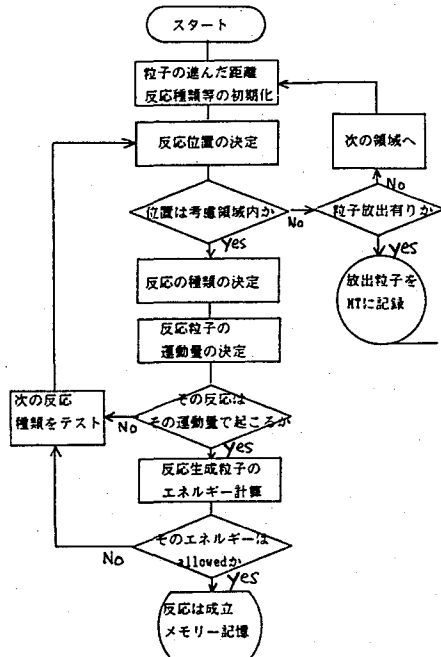 スタート
粒子の進んだ距離
反応種類等の初期化
反応位置の決定
次の領域へ
No
位置は考慮領域内か
No
粒子放出有りか
yes
yes
反応の種類の決定
放出粒子を
MTに記録
反応粒子の
運動量の決定
次の反応
種類をテスト
No
その反応は
その運動量で起こるか
yes
反応生成粒子の
エネルギー計算
そのエネルギーは
allowedか
No
yes
反応は成立
メモリー記憶